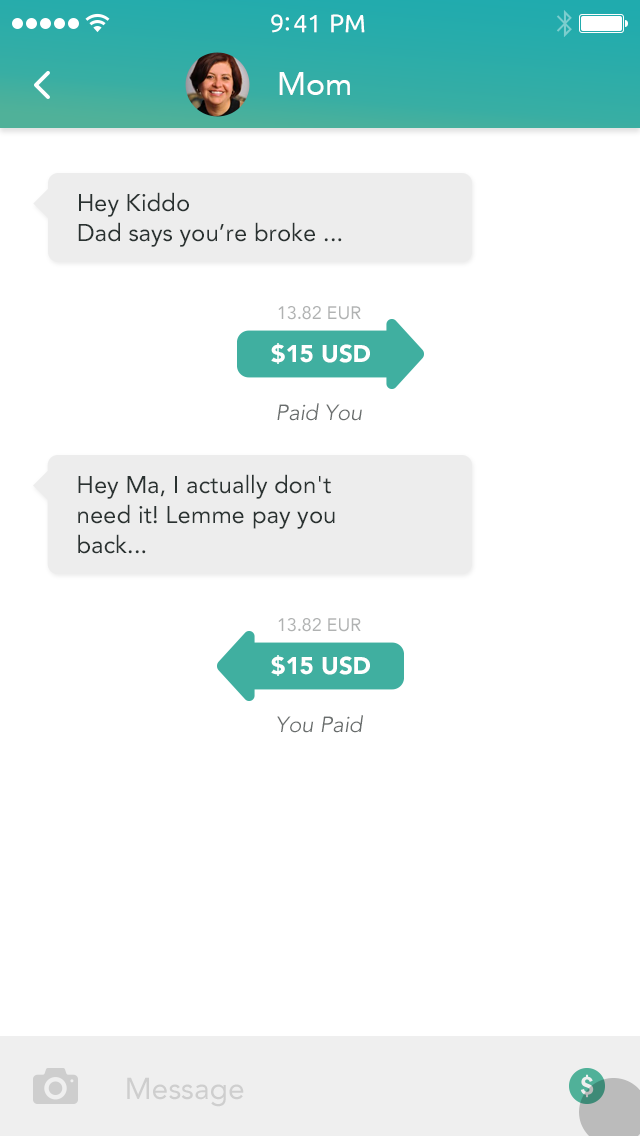 9:41 PM
Mom
Hey Kiddo
Dad says you’re broke ...
13.82 EUR
$15 USD
Paid You
Hey Ma, I actually don't
need it! Lemme pay you
back...
13.82 EUR
$15 USD
You Paid
Message
$